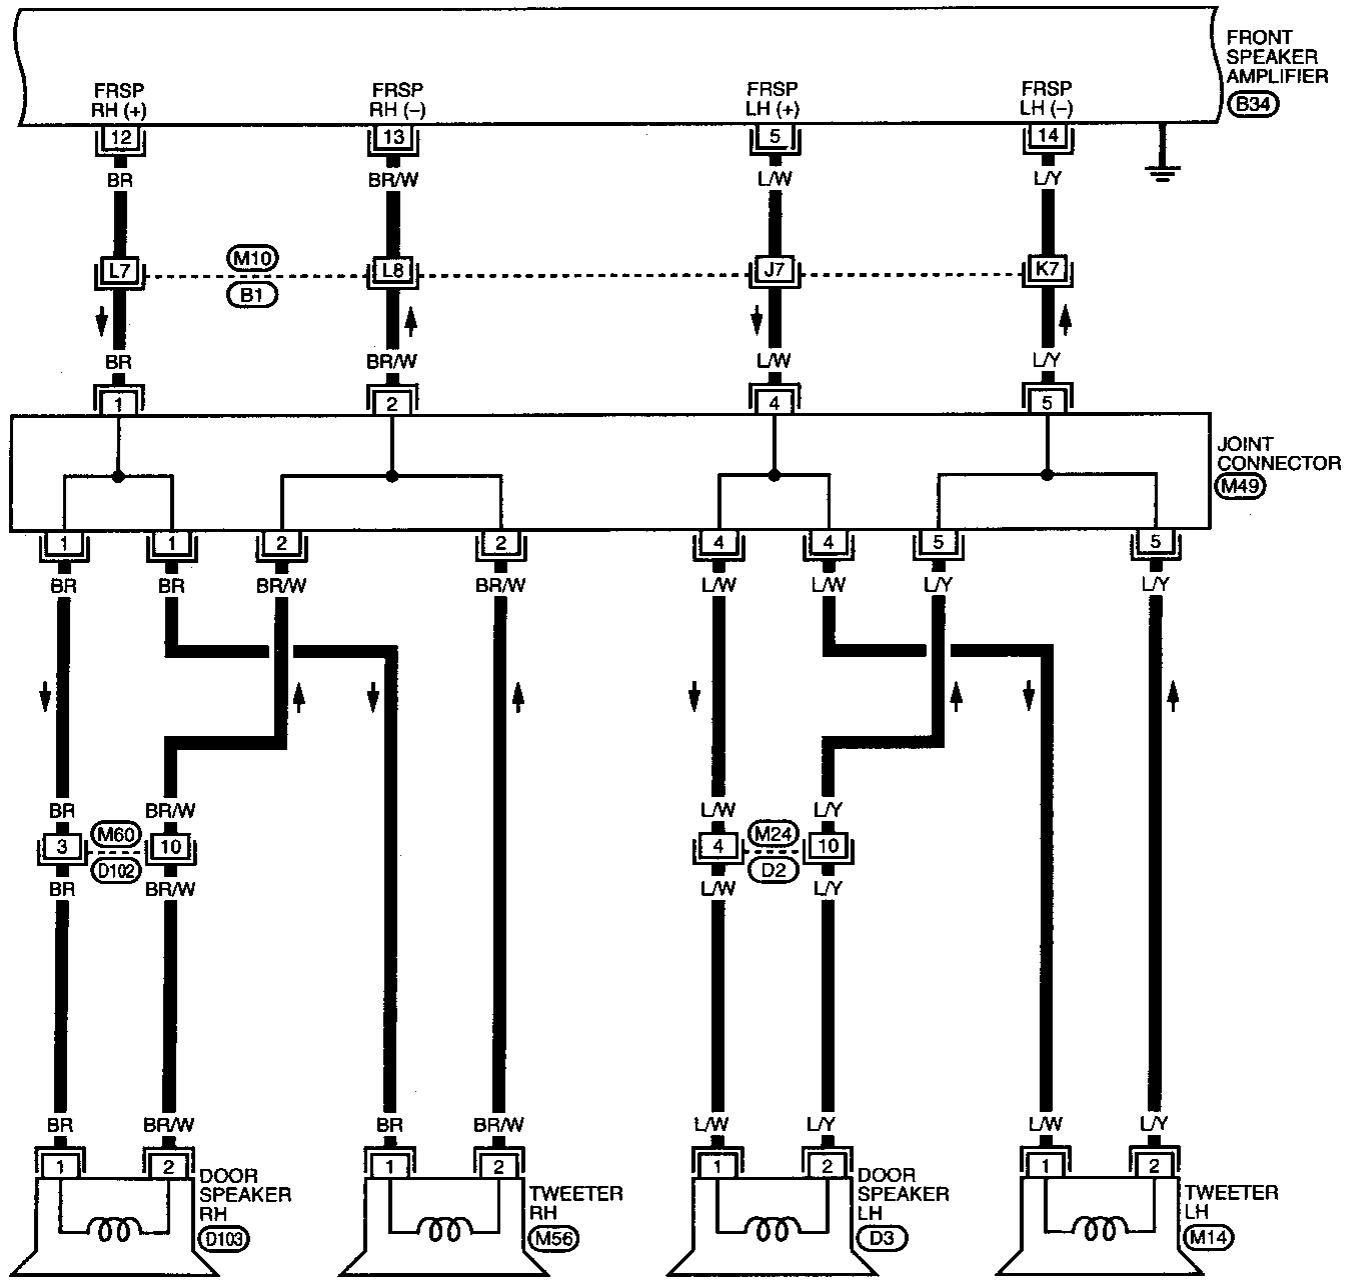 FRONT
SPEAKER
AMPLIFIER
B34
FRSP
RH (+)
FRSP
RH (–)
FRSP
LH (+)
FRSP
LH (–)
12
13
5
14
BR
BR/W
L/W
L/Y
M10
L7
L8
J7
K7
B1
BR
BR/W
L/W
L/Y
1
2
4
5
JOINT
CONNECTOR
M49
1
1
2
2
4
4
5
5
BR
BR
BR/W
BR/W
L/W
L/W
L/Y
L/Y
BR
BR/W
L/W
L/Y
3
M60
10
4
M24
10
D102
D2
BR
BR/W
L/W
L/Y
BR
BR/W
BR
BR/W
L/W
L/Y
L/W
L/Y
1
2
1
2
1
2
1
2
DOOR
SPEAKER
RH
D103
TWEETER
RH
M56
DOOR
SPEAKER
LH
D3
TWEETER
LH
M14